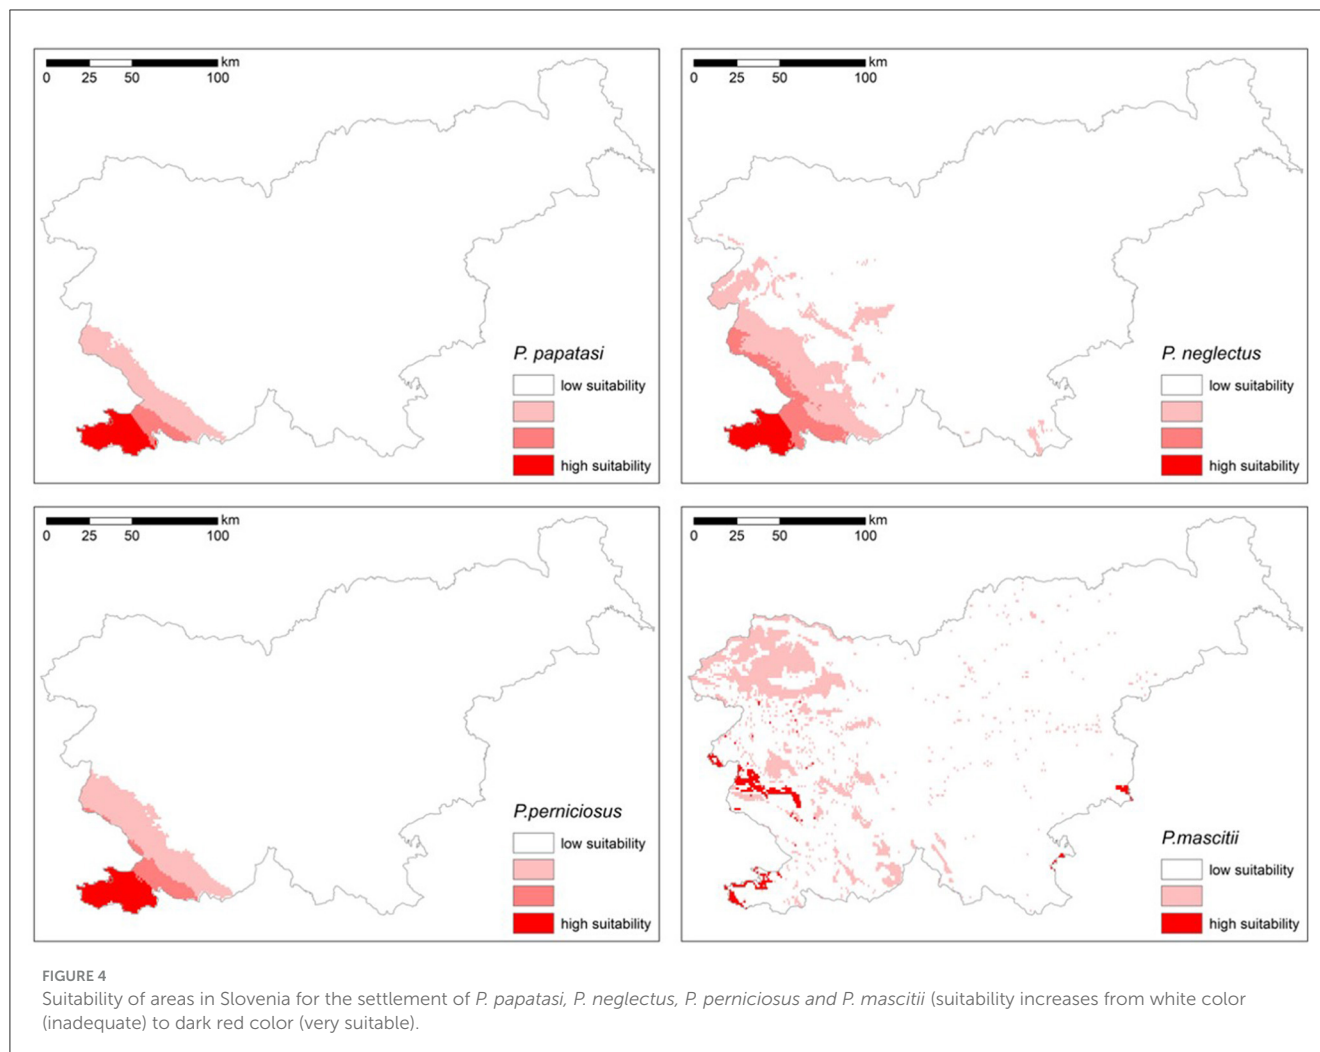 km
0 25 50 100
P. papatasi
low suitability
high suitability
km
0 25 50 100
P. neglectus
low suitability
high suitability
km
0 25 50 100
P.perniciosus
low suitability
high suitability
km
0 25 50 100
P.mascitii
low suitability
high suitability
FIGURE 4
Suitability of areas in Slovenia for the settlement of P. papatasi, P. neglectus, P. perniciosus and P. mascitii (suitability increases from white color
(inadequate) to dark red color (very suitable).